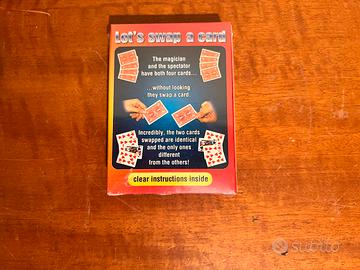 Let's swap a card
The magician
and the spectator
have both four cards...
...without looking
they swap a card.
Incredibly, the two cards
swapped are identical
and the only ones
different
from the others!
clear instructions inside
subito